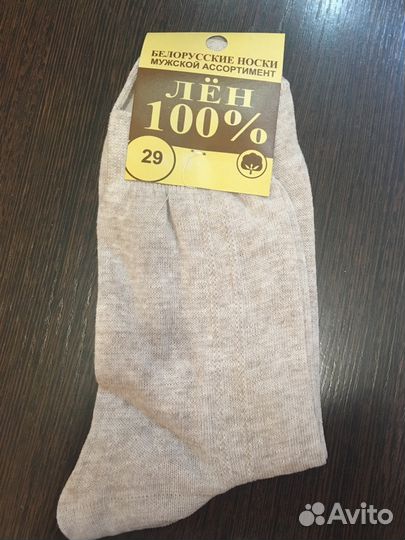 БЕЛОРУССКИЕ НОСКИ
МУЖСКОЙ АССОРТИМЕНТ
ЛЁН
100%
29
Avito